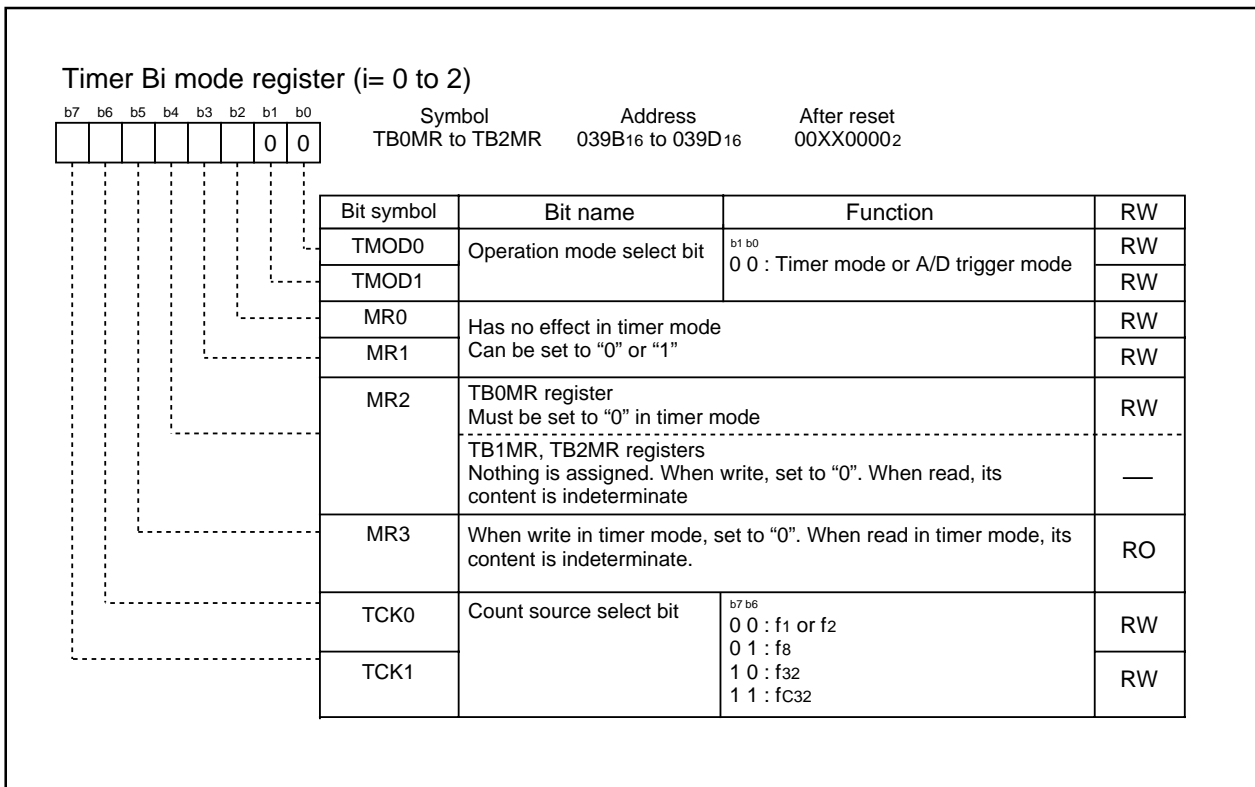 Timer Bi mode register (i= 0 to 2)
b7 b6 b5 b4 b3 b2 b1 b0
0 0
Symbol Address After reset
TB0MR to TB2MR 039B16 to 039D16 00XX00002
Bit symbol Bit name Function RW
TMOD0 Operation mode select bit b1 b0 RW
0 0 : Timer mode or A/D trigger mode
TMOD1 RW
MR0 Has no effect in timer mode RW
MR1 Can be set to “0” or “1” RW
MR2 TB0MR register RW
Must be set to “0” in timer mode
TB1MR, TB2MR registers
Nothing is assigned. When write, set to “0”. When read, its —
content is indeterminate
MR3 When write in timer mode, set to “0”. When read in timer mode, its RO
content is indeterminate.
TCK0 Count source select bit b7 b6 RW
0 0 : f1 or f2
0 1 : f8
TCK1 1 0 : f32 RW
1 1 : fC32